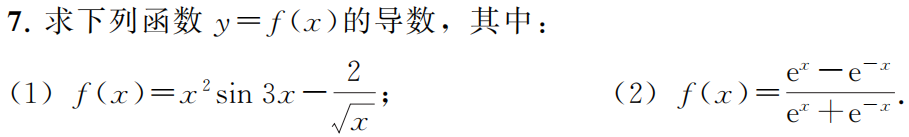 7. 求下列函数 y=f(x)的导数，其中：
(1) f(x)=x²sin 3x−2/√x; (2) f(x)=(eˣ−e⁻ˣ)/(eˣ+e⁻ˣ).